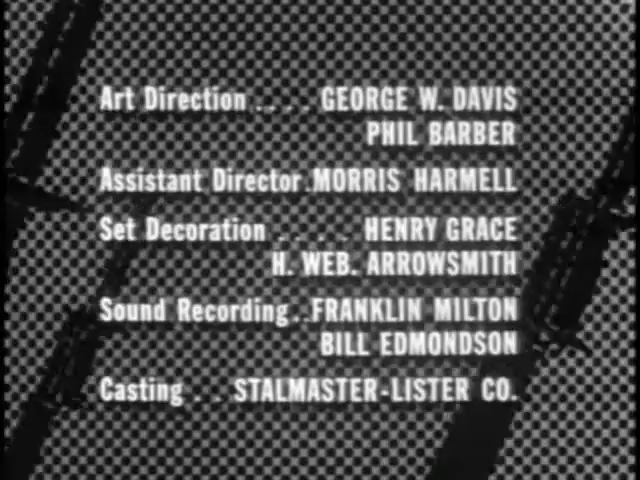 Art Direction .... GEORGE W. DAVIS
PHIL BARBER
Assistant Director.MORRIS HARMELL
Set Decoration ..... HENRY GRACE
H. WEB. ARROWSMITH
Sound Recording..FRANKLIN MILTON
BILL EDMONDSON
Casting .. STALMASTER-LISTER CO.